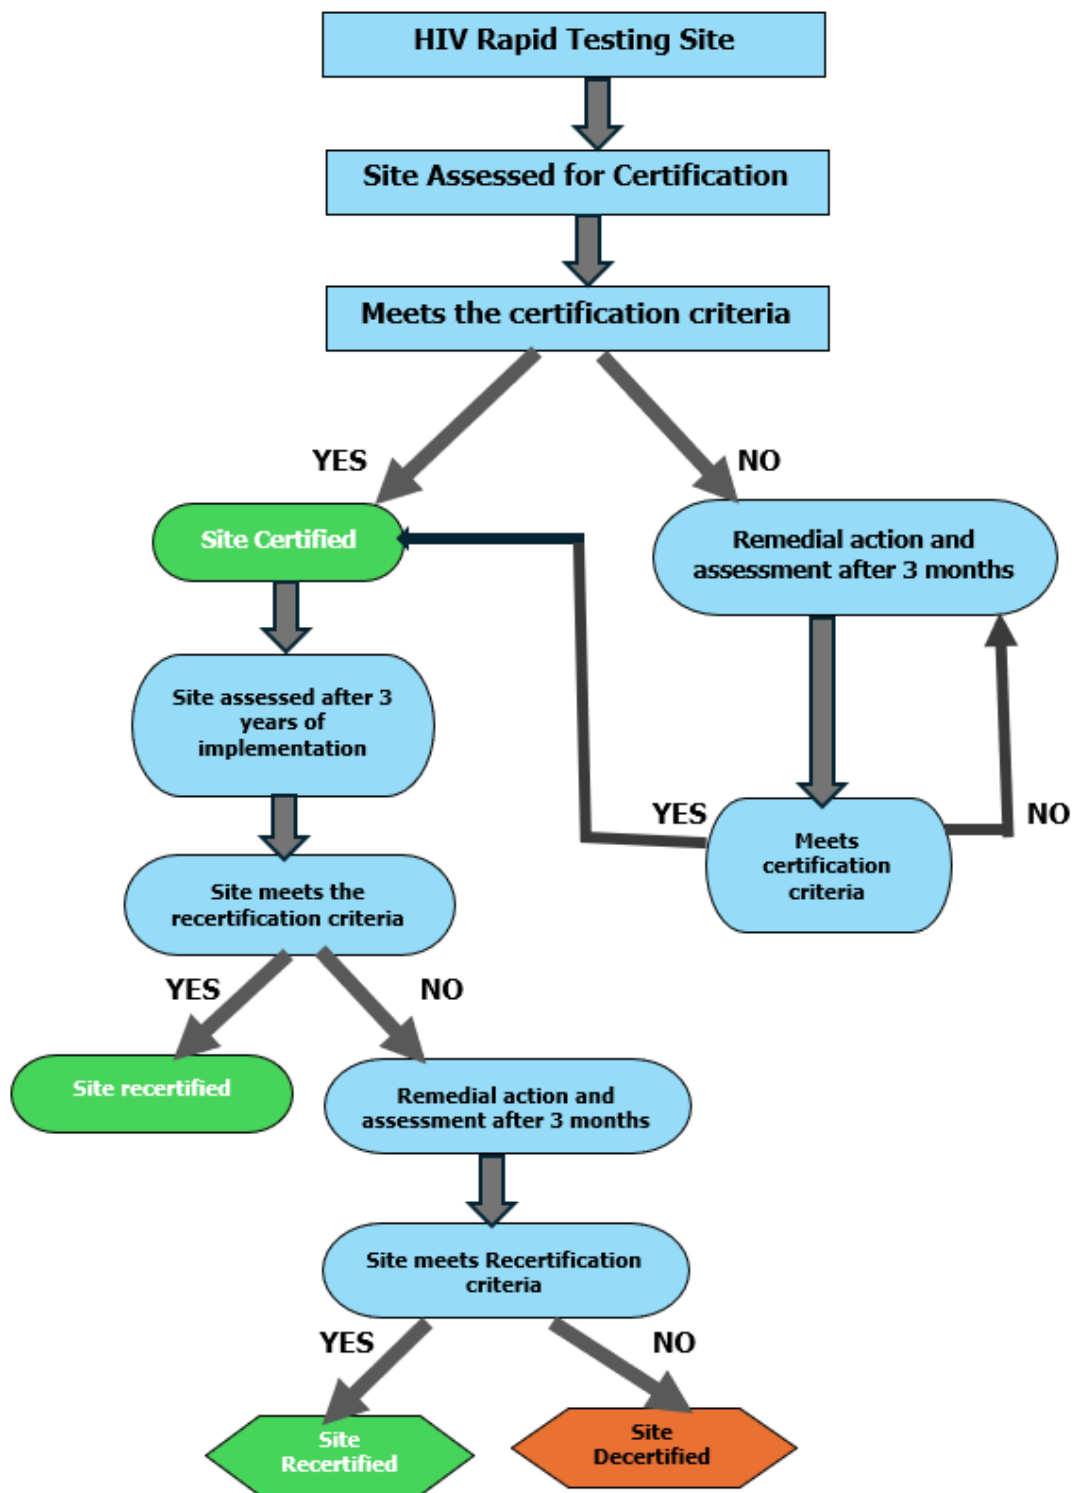 HIV Rapid Testing Site
Site Assessed for Certification
Meets the certification criteria
YES
NO
Site Certified
Remedial action and
assessment after 3 months
Site assessed after 3
years of
implementation
YES
NO
Meets
certification
criteria
Site meets the
recertification criteria
YES
NO
Site recertified
Remedial action and
assessment after 3 months
Site meets Recertification
criteria
YES
NO
Site
Recertified
Site
Decertified